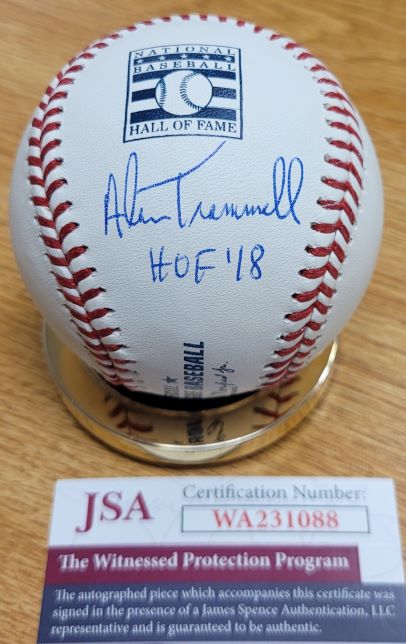 NATIONAL
BASEBALL
HALL OF FAME
Alan Trammell
HOF '18
BASEBALL
JSA
Certification Number:
WA231088
The Witnessed Protection Program
The autographed piece which accompanies this certificate was
signed in the presence of a James Spence Authentication, LLC
representative and is guaranteed to be authentic.